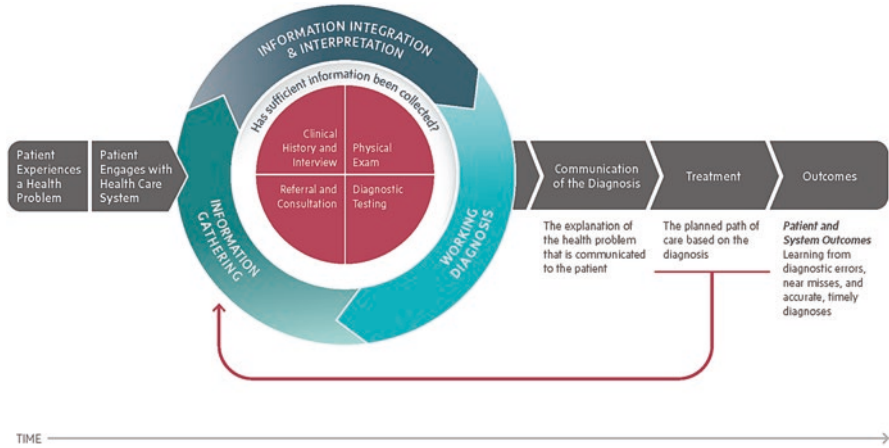 INFORMATION INTEGRATION
& INTERPRETATION
Has sufficient information been collected?
Clinical
History and
Interview
Physical
Exam
Referral and
Consultation
Diagnostic
Testing
INFORMATION
GATHERING
WORKING
DIAGNOSIS
Patient
Experiences
a Health
Problem
Patient
Engages with
Health Care
System
Communication
of the Diagnosis
Treatment
Outcomes
The explanation of
the health problem
that is communicated
to the patient
The planned path of
care based on the
diagnosis
Patient and
System Outcomes
Learning from
diagnostic errors,
near misses, and
accurate, timely
diagnoses
TIME